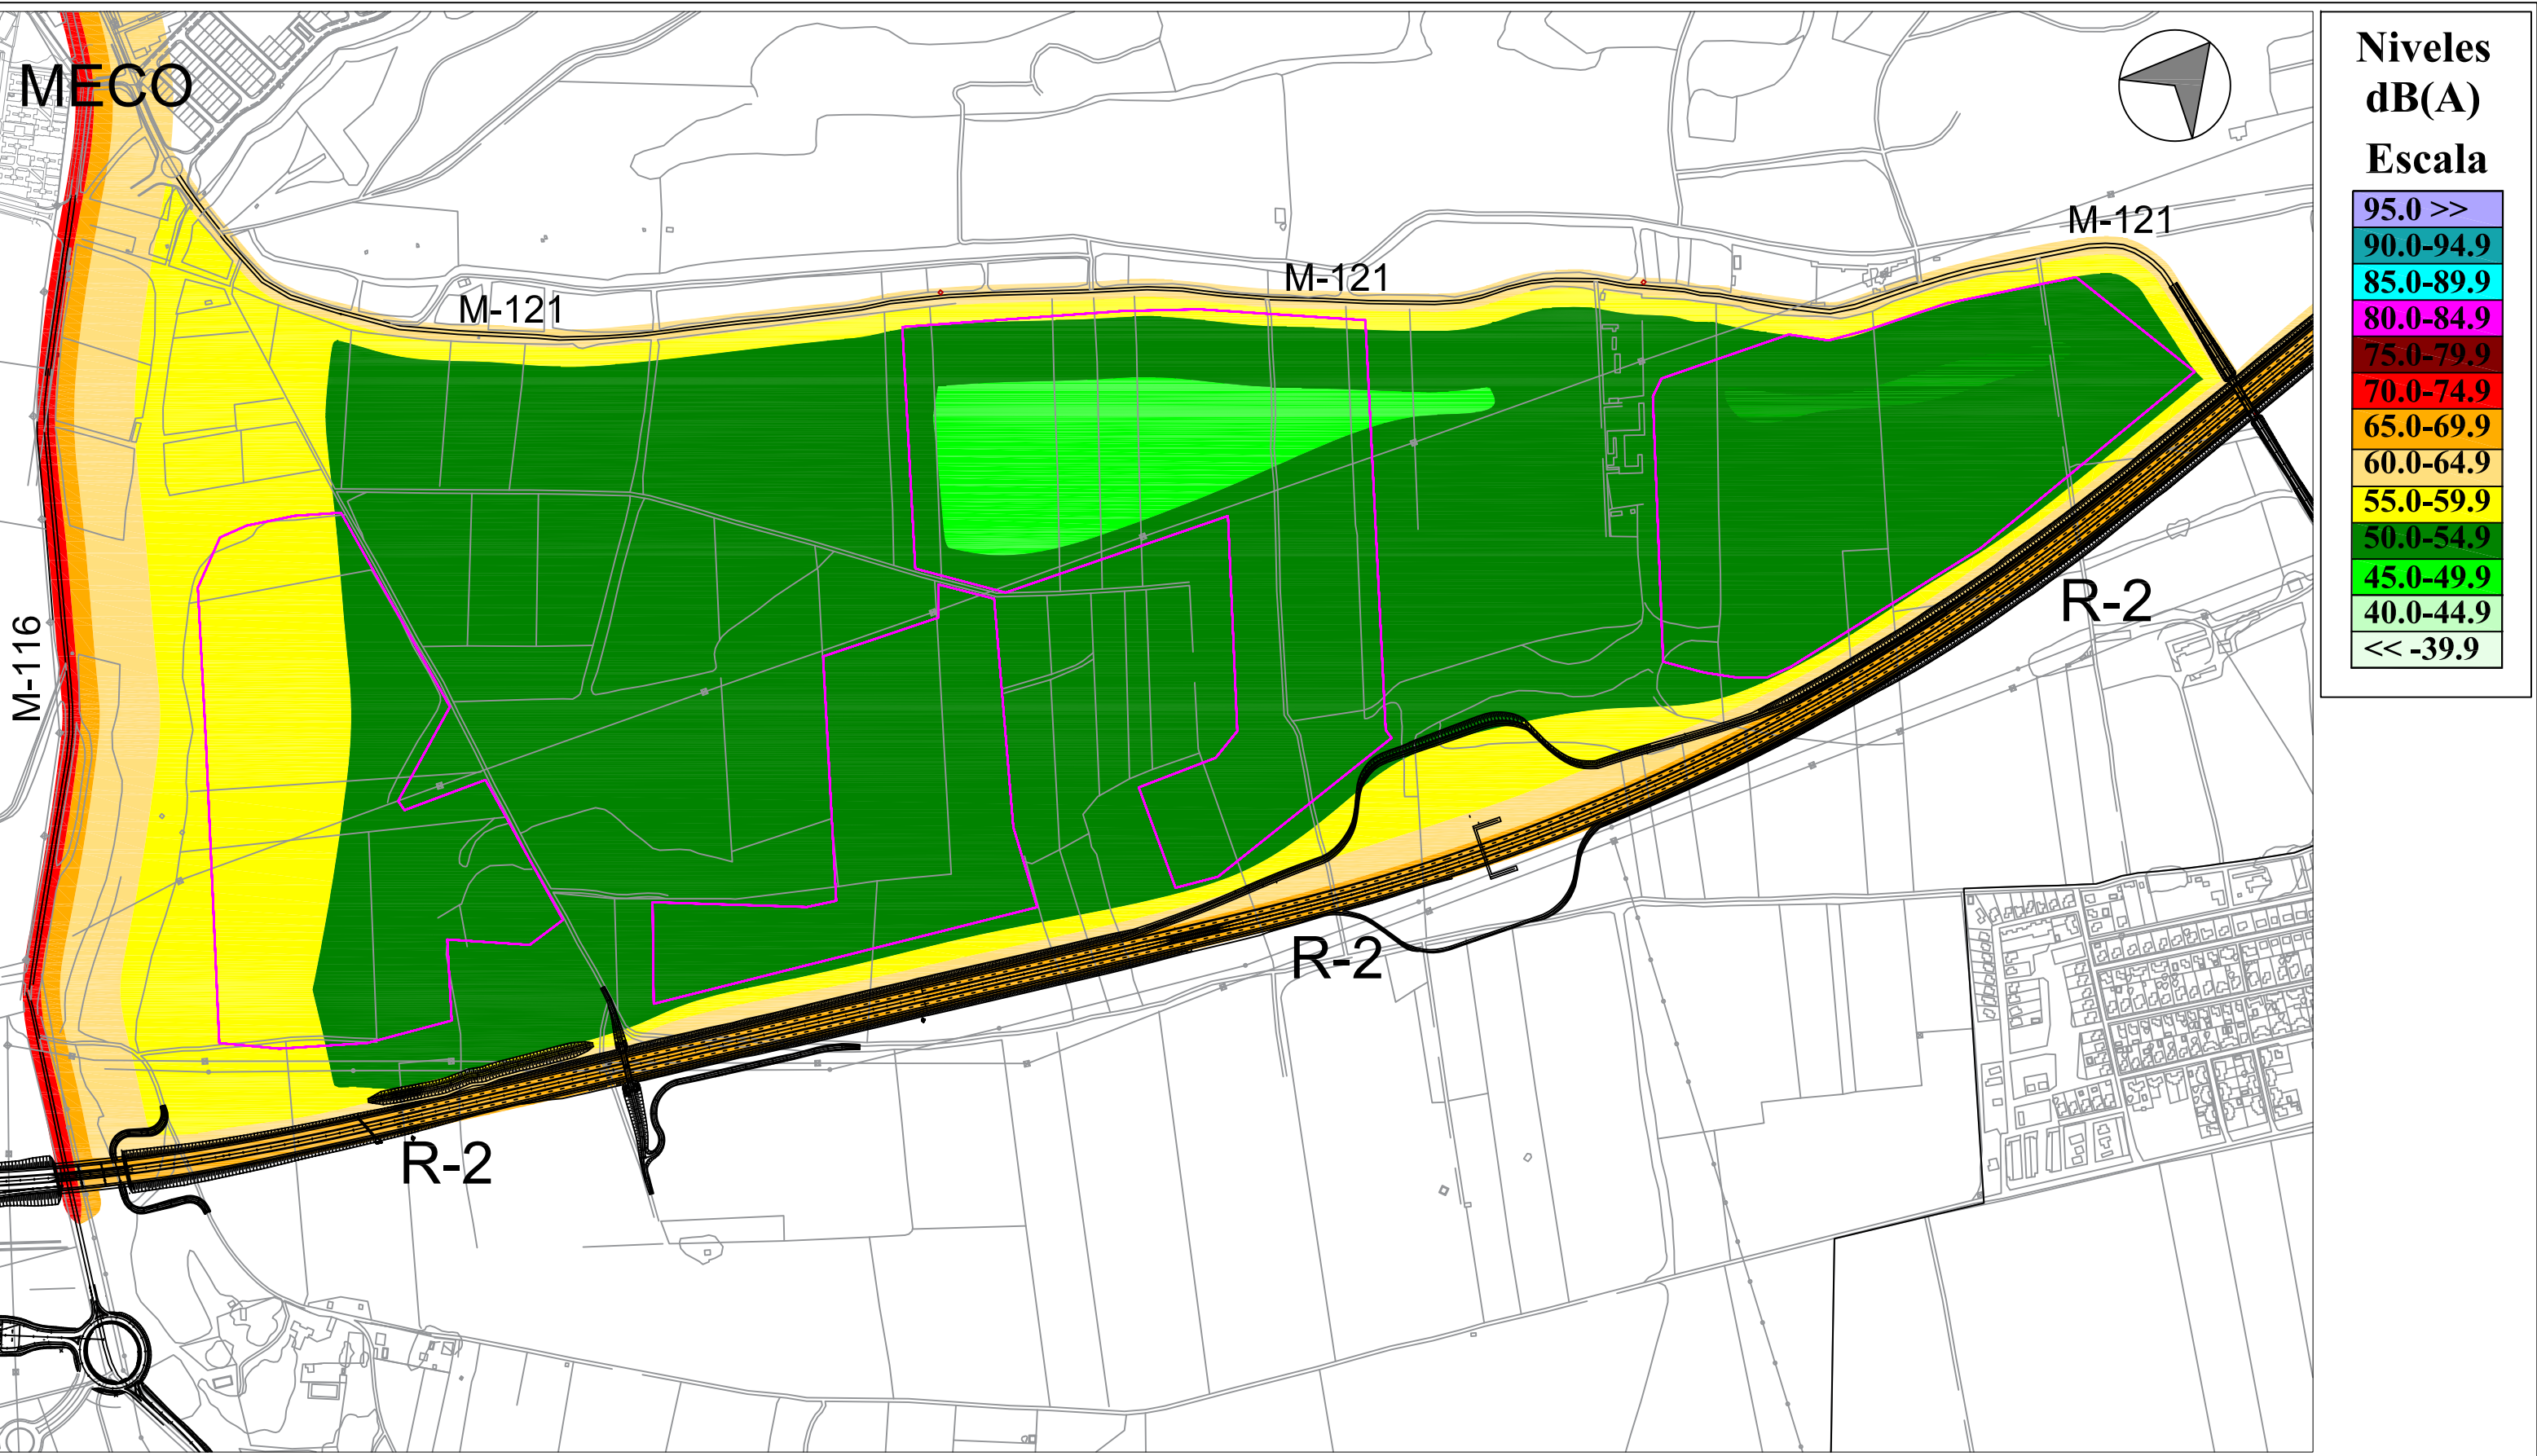 MECO
M-121
M-121
M-121
M-116
R-2
R-2
R-2
Niveles
dB(A)
Escala
95.0 >>
90.0-94.9
85.0-89.9
80.0-84.9
75.0-79.9
70.0-74.9
65.0-69.9
60.0-64.9
55.0-59.9
50.0-54.9
45.0-49.9
40.0-44.9
<< -39.9